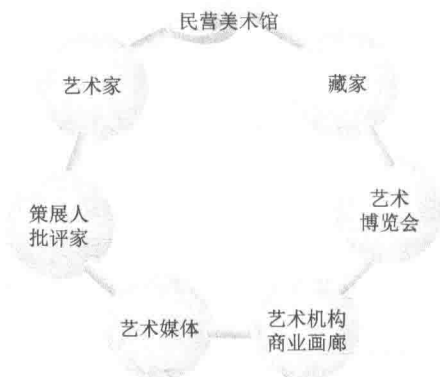 民营美术馆
艺术家
藏家
策展人
批评家
艺术
博览会
艺术媒体
艺术机构
商业画廊